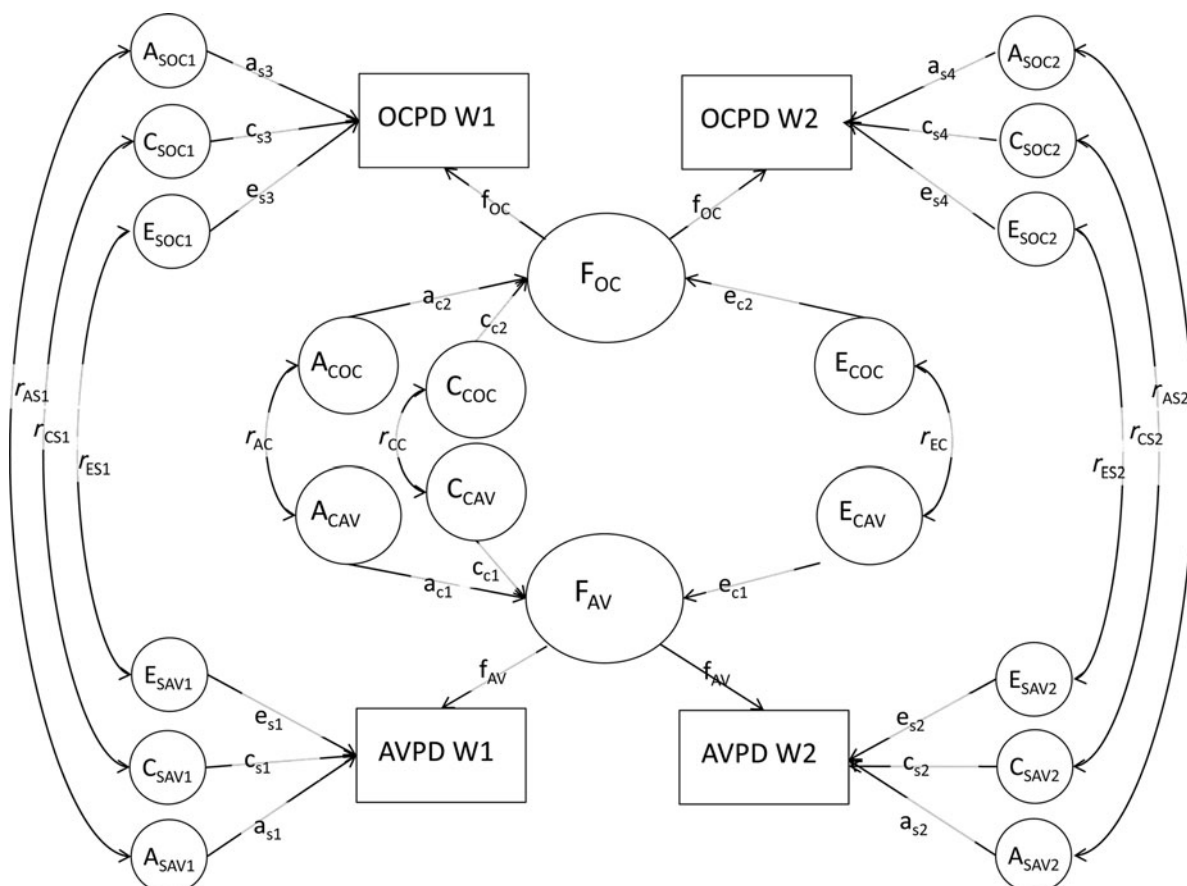 A_SOC1 a_s3 a_s4 A_SOC2
OCPD W1 OCPD W2
C_SOC1 c_s3 c_s4 C_SOC2
e_s3 e_s4
E_SOC1 f_OC f_OC E_SOC2
F_OC
a_c2 e_c2
c_c2
A_COC C_COC E_COC
r_AS1 r_AS2
r_CS1 r_AC r_CC r_EC r_CS2
r_ES1 r_ES2
A_CAV C_CAV E_CAV
c_c1
a_c1 F_AV e_c1
E_SAV1 f_AV f_AV E_SAV2
e_s1 e_s2
AVPD W1 AVPD W2
C_SAV1 c_s1 c_s2 C_SAV2
a_s1 a_s2
A_SAV1 A_SAV2